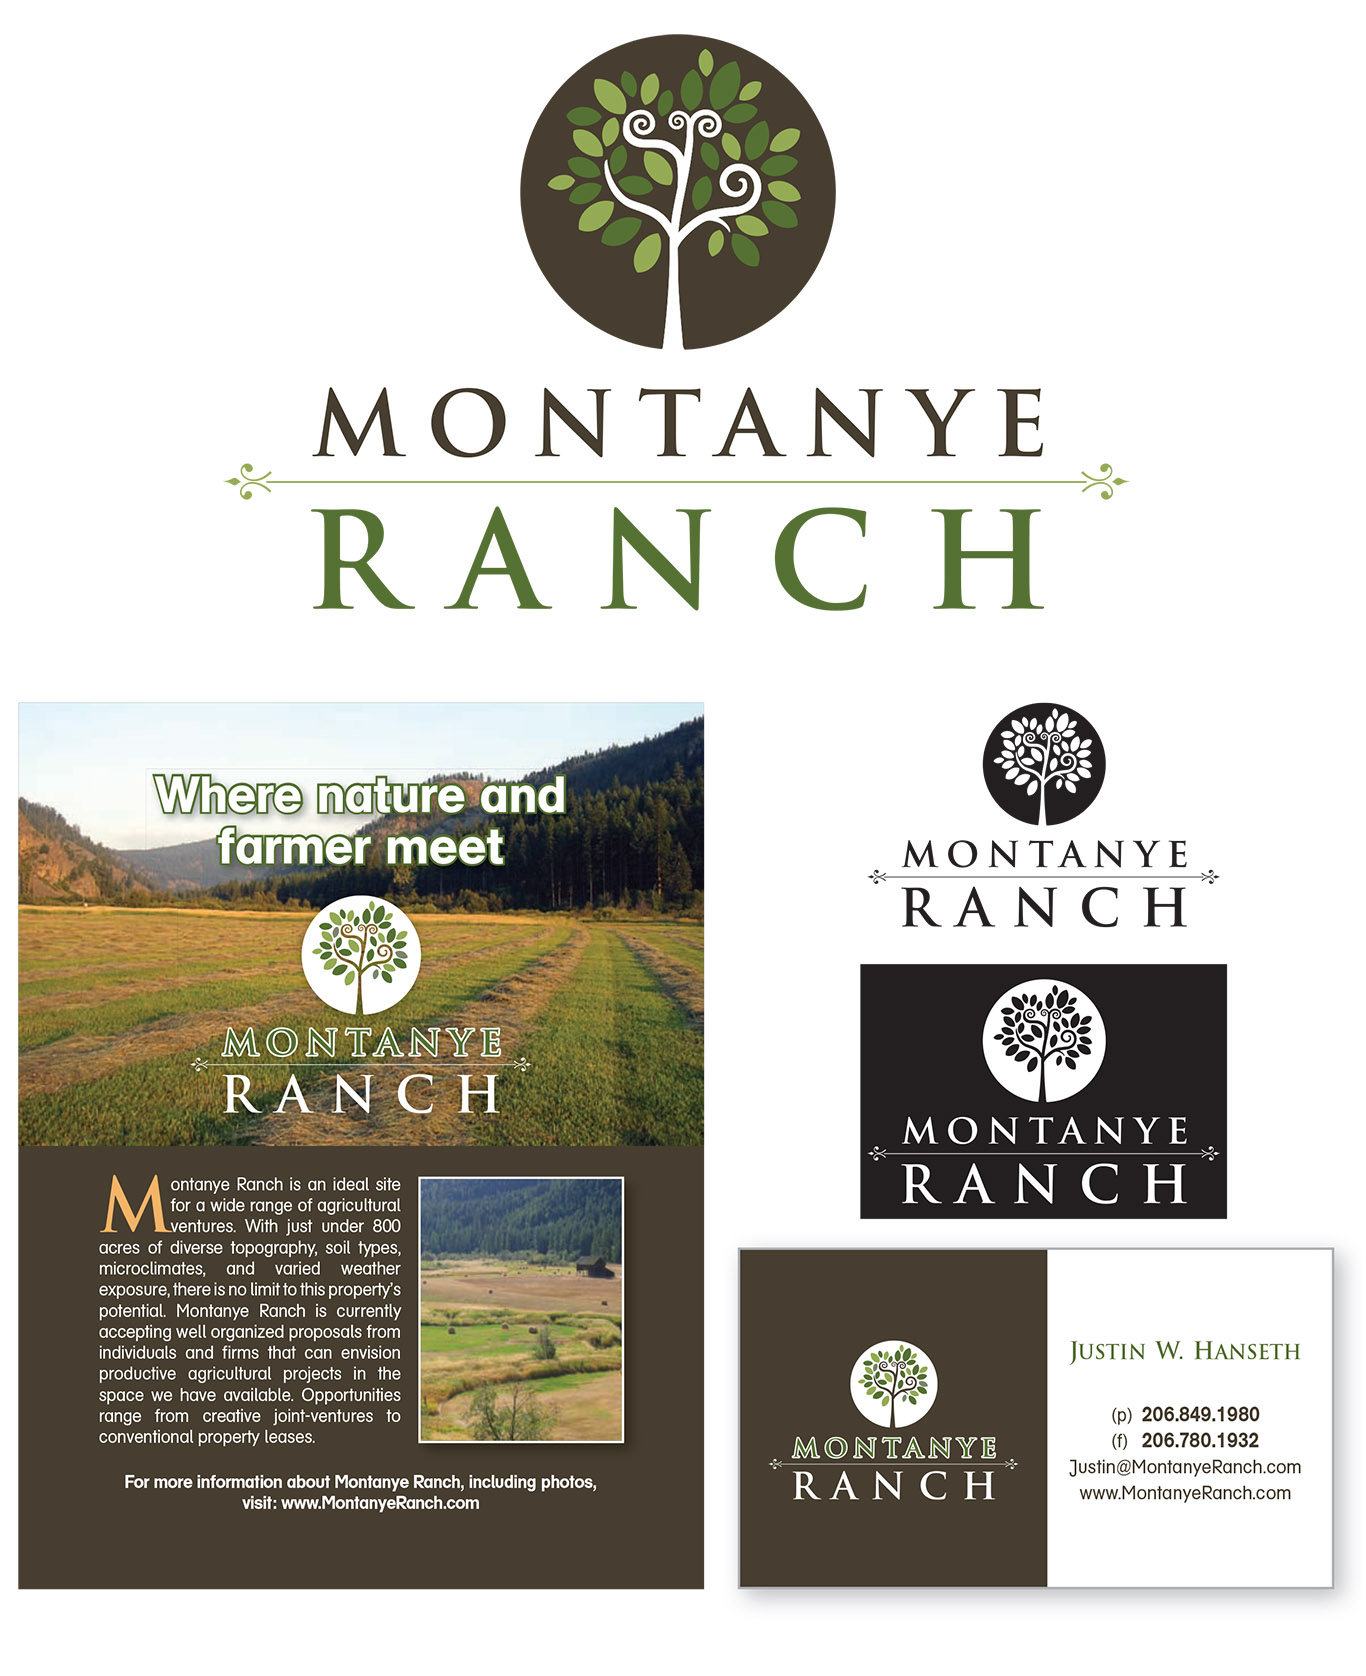 MONTANYE
RANCH
Where nature and
farmer meet
MONTANYE
RANCH
Montanye Ranch is an ideal site
for a wide range of agricultural
ventures. With just under 800
acres of diverse topography, soil types,
microclimates, and varied weather
exposure, there is no limit to this property's
potential. Montanye Ranch is currently
accepting well organized proposals from
individuals and firms that can envision
productive agricultural projects in the
space we have available. Opportunities
range from creative joint-ventures to
conventional property leases.
For more information about Montanye Ranch, including photos,
visit: www.MontanyeRanch.com
MONTANYE
RANCH
MONTANYE
RANCH
MONTANYE
RANCH
JUSTIN W. HANSETH
(p) 206.849.1980
(f) 206.780.1932
Justin@MontanyeRanch.com
www.MontanyeRanch.com